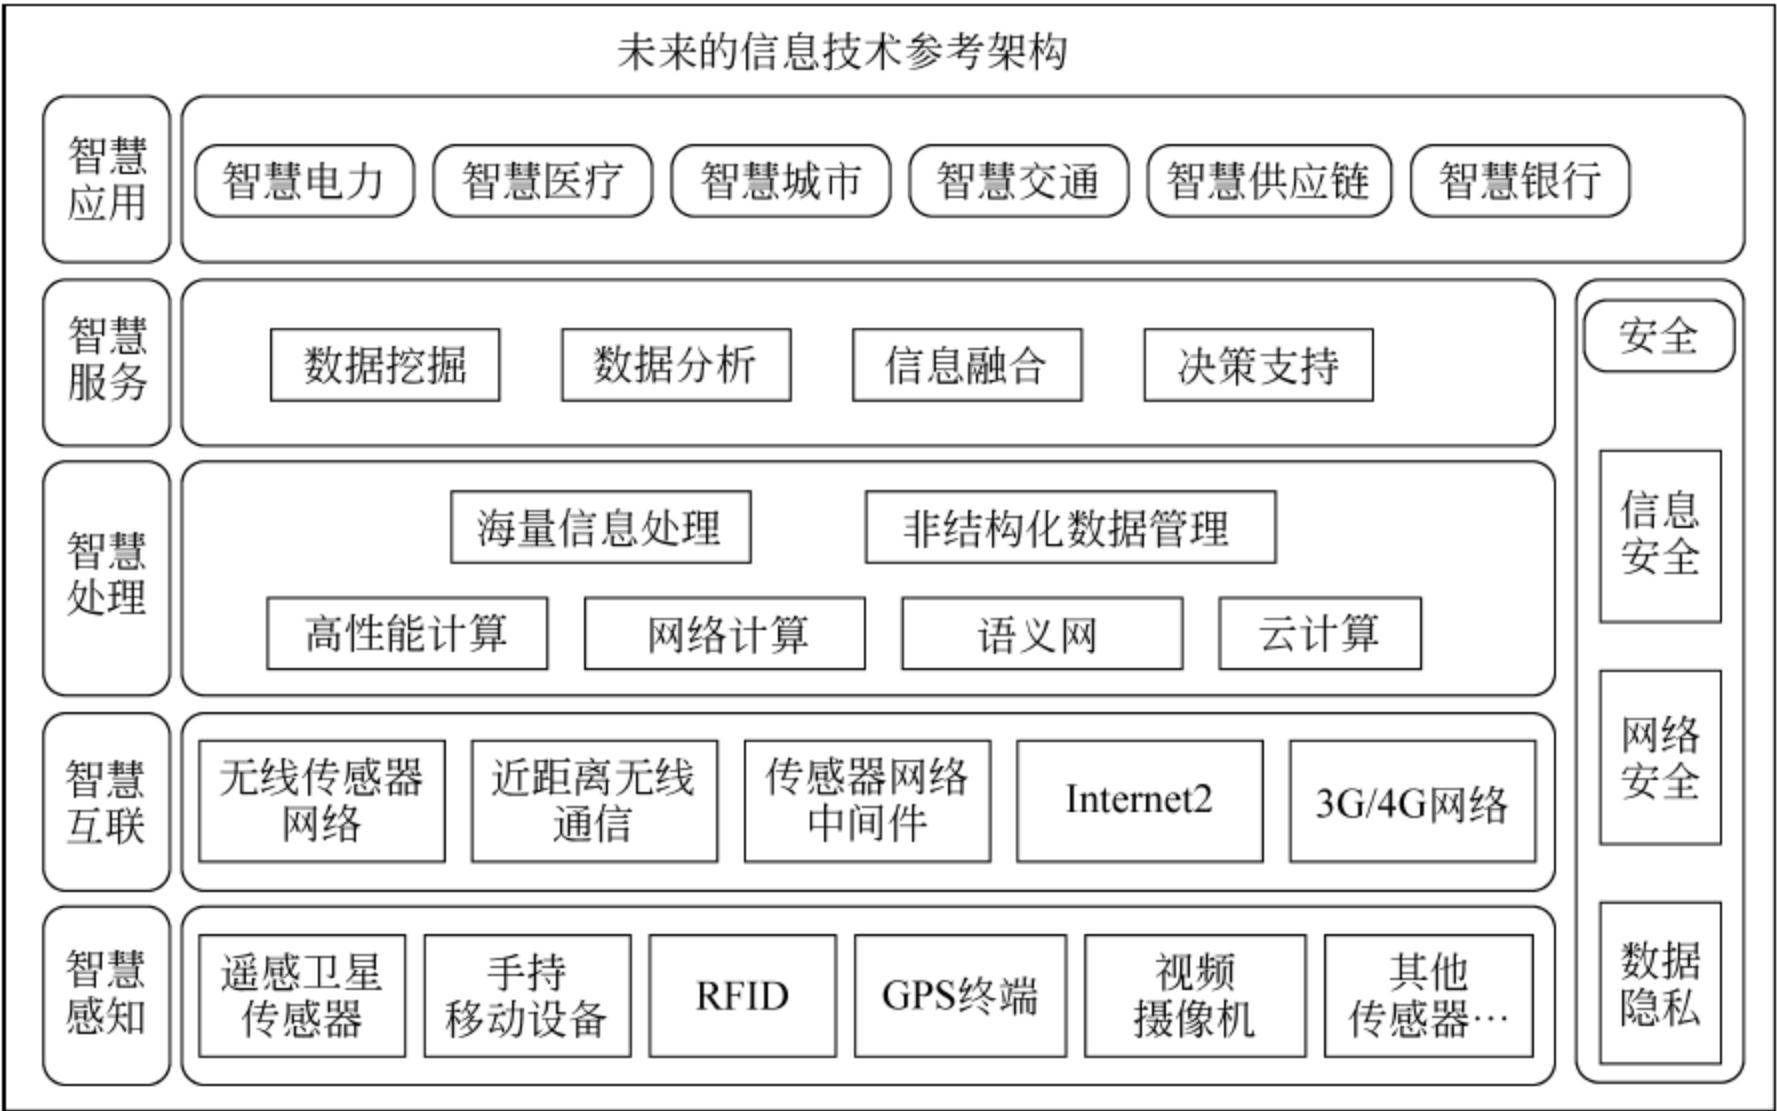 未来的信息技术参考架构
智慧
应用
智慧电力
智慧医疗
智慧城市
智慧交通
智慧供应链
智慧银行
智慧
服务
数据挖掘
数据分析
信息融合
决策支持
智慧
处理
海量信息处理
非结构化数据管理
高性能计算
网络计算
语义网
云计算
智慧
互联
无线传感器
网络
近距离无线
通信
传感器网络
中间件
Internet2
3G/4G网络
智慧
感知
遥感卫星
传感器
手持
移动设备
RFID
GPS终端
视频
摄像机
其他
传感器…
安全
信息
安全
网络
安全
数据
隐私